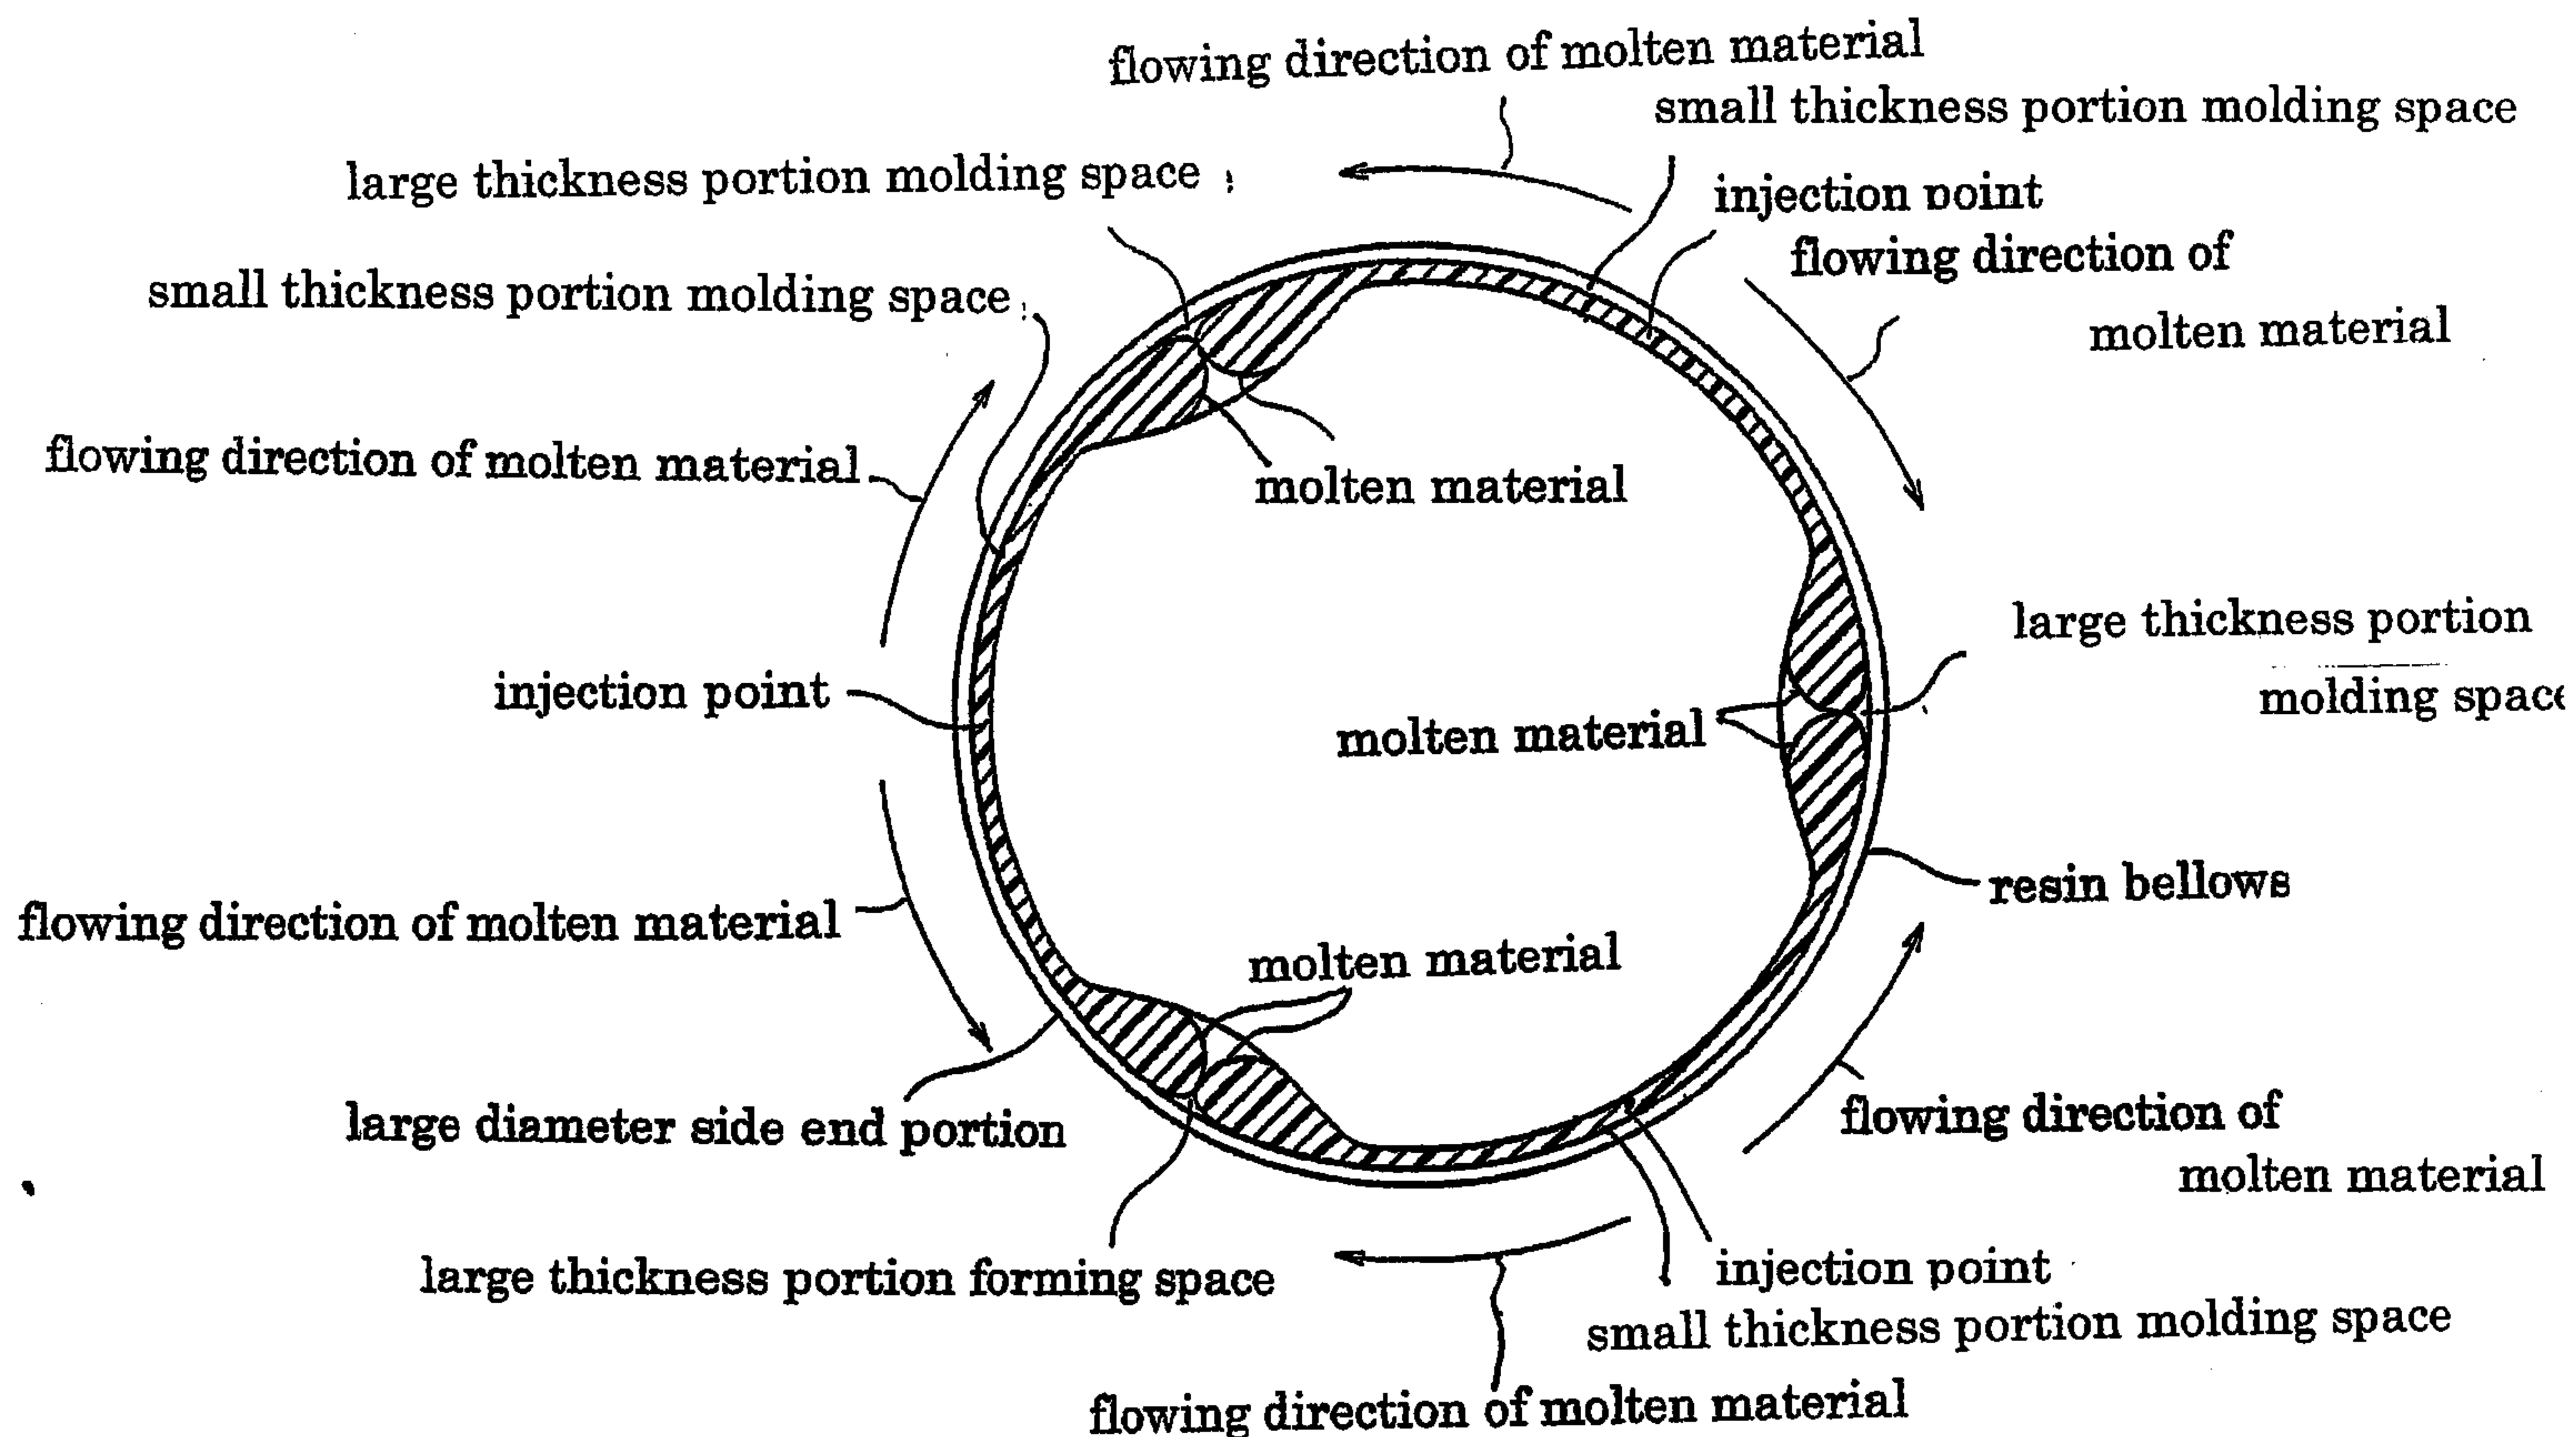 flowing direction of molten material
small thickness portion molding space
large thickness portion molding space
injection point
flowing direction of
molten material
small thickness portion molding space
flowing direction of molten material
molten material
large thickness portion
molding space
injection point
molten material
resin bellows
flowing direction of molten material
molten material
large diameter side end portion
flowing direction of
molten material
large thickness portion forming space
injection point
small thickness portion molding space
flowing direction of molten material